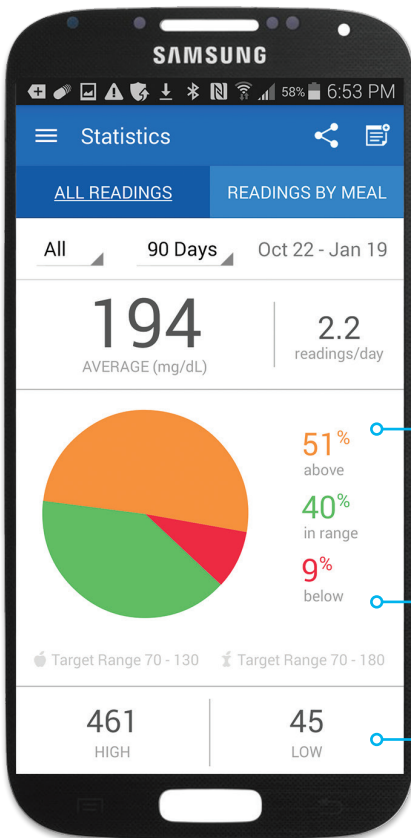 SAMSUNG
58% 6:53 PM
Statistics
ALL READINGS READINGS BY MEAL
All 90 Days Oct 22 - Jan 19
194
AVERAGE (mg/dL)
2.2
readings/day
51%
above
40%
in range
9%
below
Target Range 70 - 130 Target Range 70 - 180
461
HIGH
45
LOW